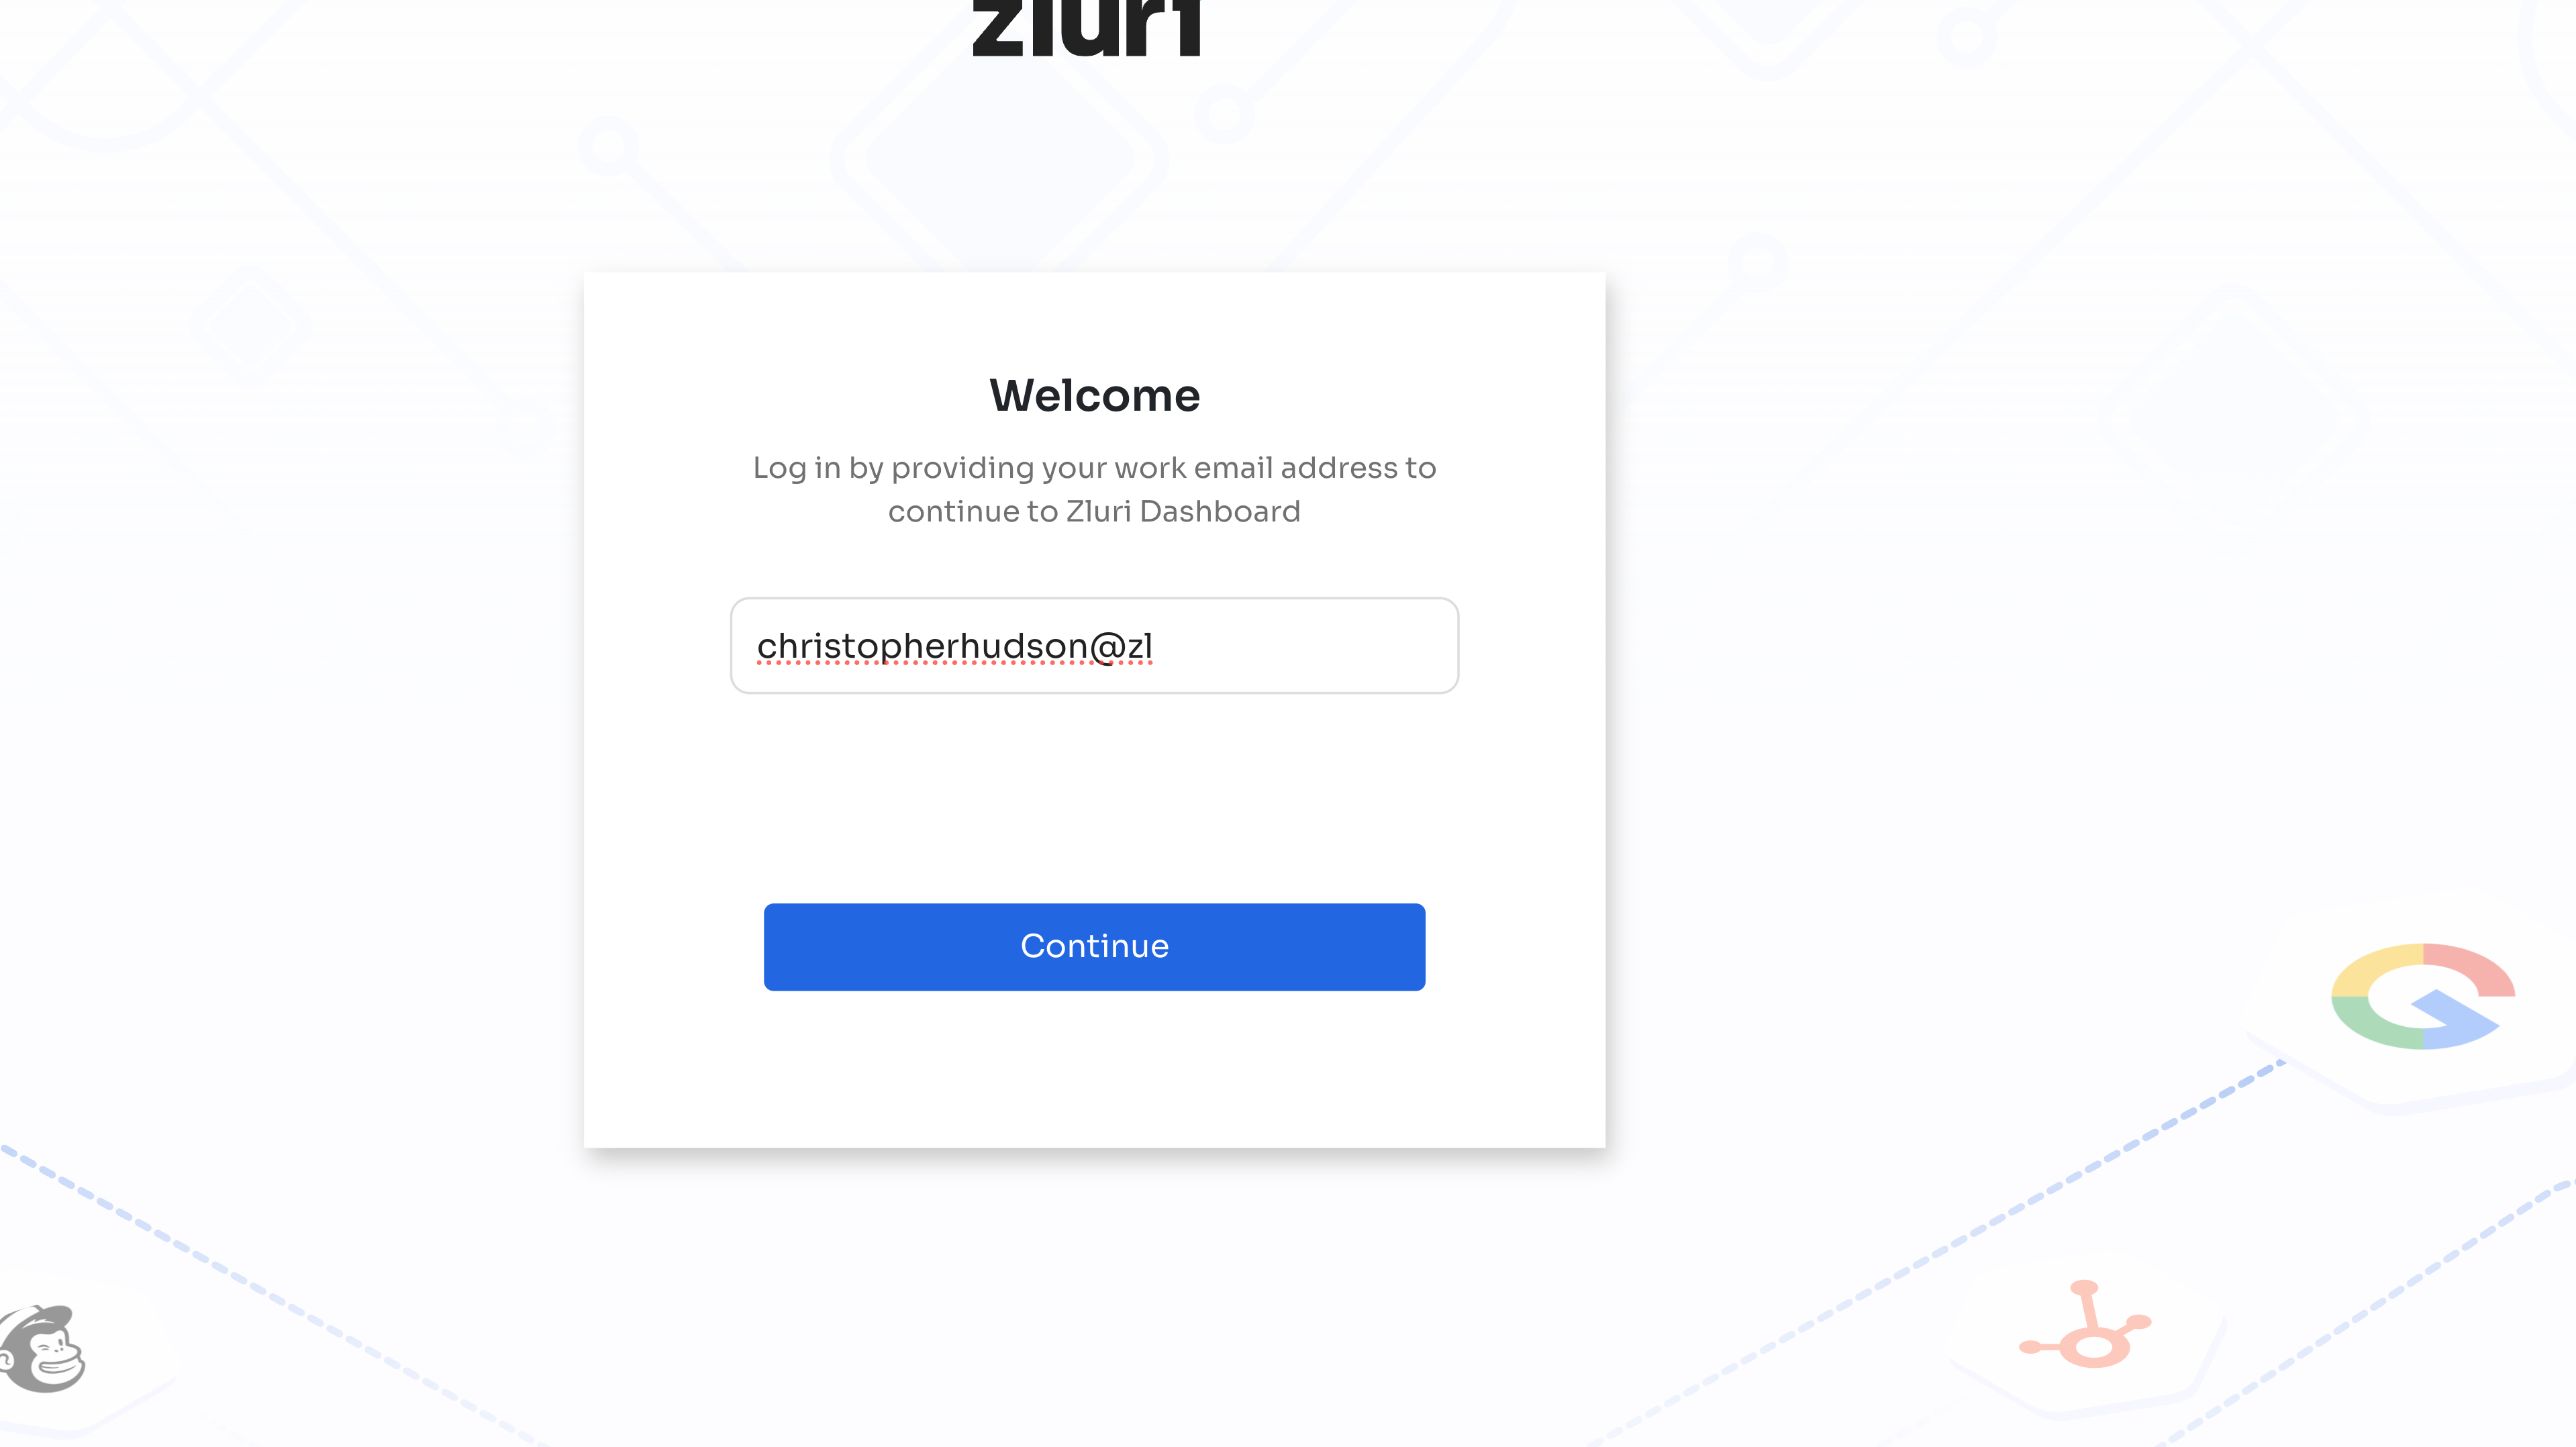 zluri
Welcome
Log in by providing your work email address to
continue to Zluri Dashboard
christopherhudson@zl
Continue